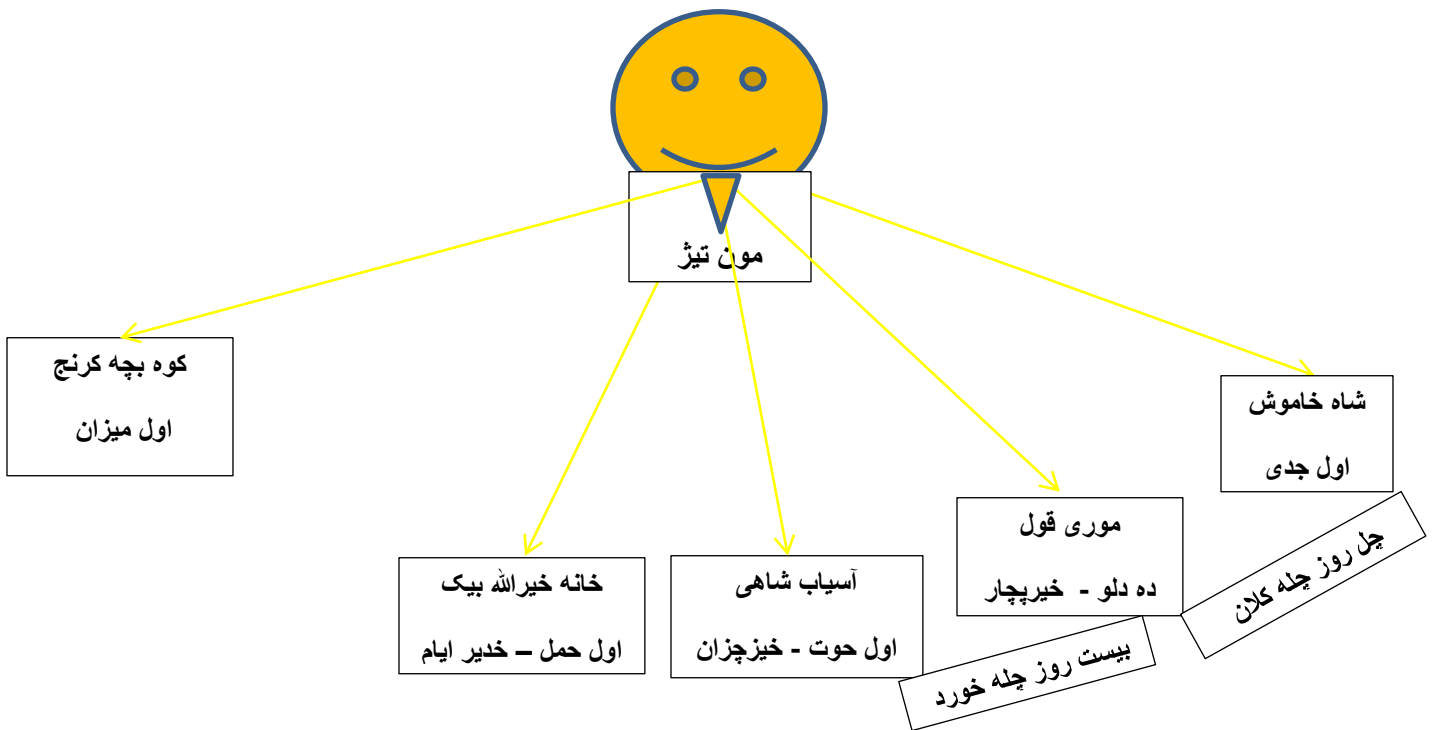 مون تیژ
شاه خاموش
اول جدی
چل روز چله کلان
موری قول
ده دلو - خیرپچار
بیست روز چله خورد
آسیاب شاهی
اول حوت - خیزچزان
خانه خیرالله بیک
اول حمل – خدیر ایام
کوه بچه کرنج
اول میزان